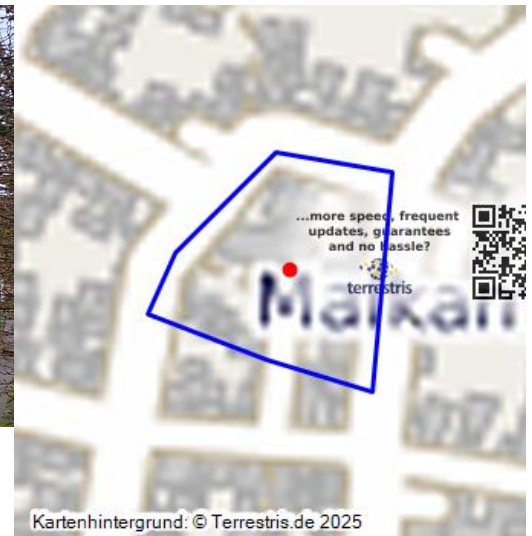 ...more speed, frequent
updates, guarantees
and no hassle?
terrestris
Kartenhintergrund: © Terrestris.de 2025